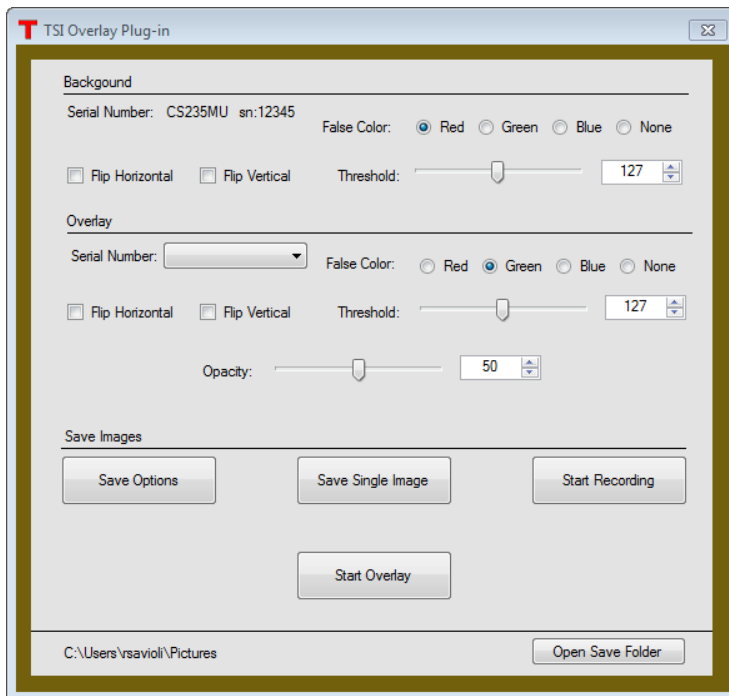 TSI Overlay Plug-in
Backgound
Serial Number: CS235MU sn:12345
False Color: Red Green Blue None
Flip Horizontal Flip Vertical Threshold: 127
Overlay
Serial Number: False Color: Red Green Blue None
Flip Horizontal Flip Vertical Threshold: 127
Opacity: 50
Save Images
Save Options Save Single Image Start Recording
Start Overlay
C:\Users\rsavioli\Pictures Open Save Folder